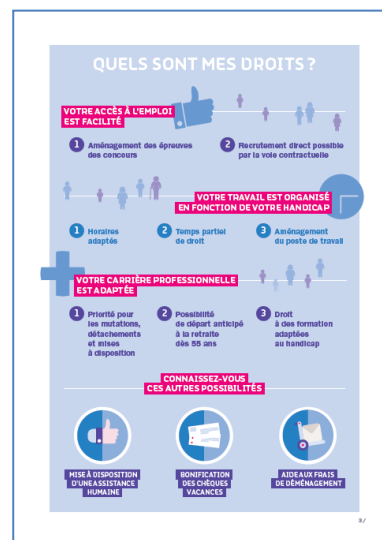 QUELS SONT MES DROITS ?
VOTRE ACCÈS À L'EMPLOI
EST FACILITÉ
1 Aménagement des épreuves
des concours
2 Recrutement direct possible
par la voie contractuelle
VOTRE TRAVAIL EST ORGANISÉ
EN FONCTION DE VOTRE HANDICAP
1 Horaires
adaptés
2 Temps partiel
de droit
3 Aménagement
du poste de travail
VOTRE CARRIÈRE PROFESSIONNELLE
EST ADAPTÉE
1 Priorité pour
les mutations,
détachements
et mises
à disposition
2 Possibilité
de départ anticipé
à la retraite
dès 55 ans
3 Droit
à des formation
adaptées
au handicap
CONNAISSEZ-VOUS
CES AUTRES POSSIBILITÉS
MISE À DISPOSITION
D'UNE ASSISTANCE
HUMAINE
BONIFICATION
DES CHÈQUES
VACANCES
AIDE AUX FRAIS
DE DÉMÉNAGEMENT